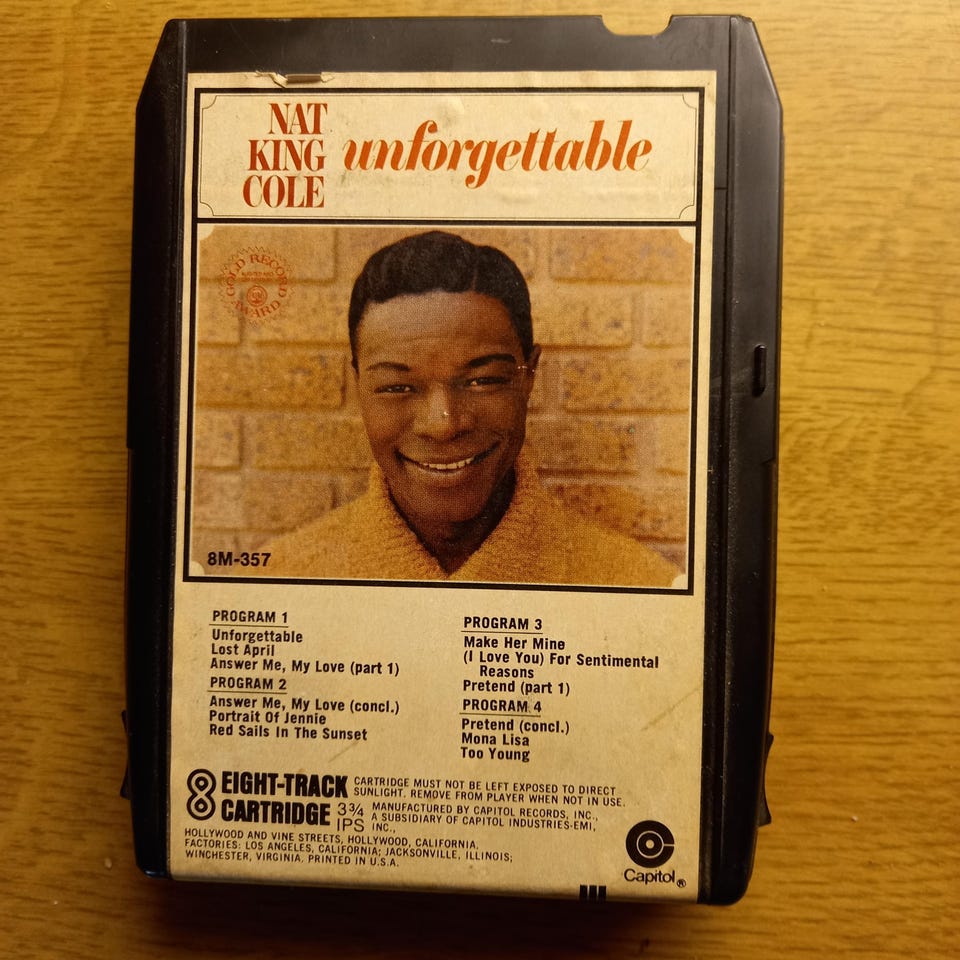 NAT
KING
COLE
unforgettable
GOLD RECORD
AWARD
8M-357
PROGRAM 1
Unforgettable
Lost April
Answer Me, My Love (part 1)
PROGRAM 2
Answer Me, My Love (concl.)
Portrait Of Jennie
Red Sails In The Sunset
PROGRAM 3
Make Her Mine
(I Love You) For Sentimental
Reasons
Pretend (part 1)
PROGRAM 4
Pretend (concl.)
Mona Lisa
Too Young
8 EIGHT-TRACK
CARTRIDGE
3¾
IPS
CARTRIDGE MUST NOT BE LEFT EXPOSED TO DIRECT
SUNLIGHT. REMOVE FROM PLAYER WHEN NOT IN USE.
MANUFACTURED BY CAPITOL RECORDS, INC.,
A SUBSIDIARY OF CAPITOL INDUSTRIES-EMI,
INC.,
HOLLYWOOD AND VINE STREETS, HOLLYWOOD, CALIFORNIA.
FACTORIES: LOS ANGELES, CALIFORNIA; JACKSONVILLE, ILLINOIS;
WINCHESTER, VIRGINIA. PRINTED IN U.S.A.
Capitol®